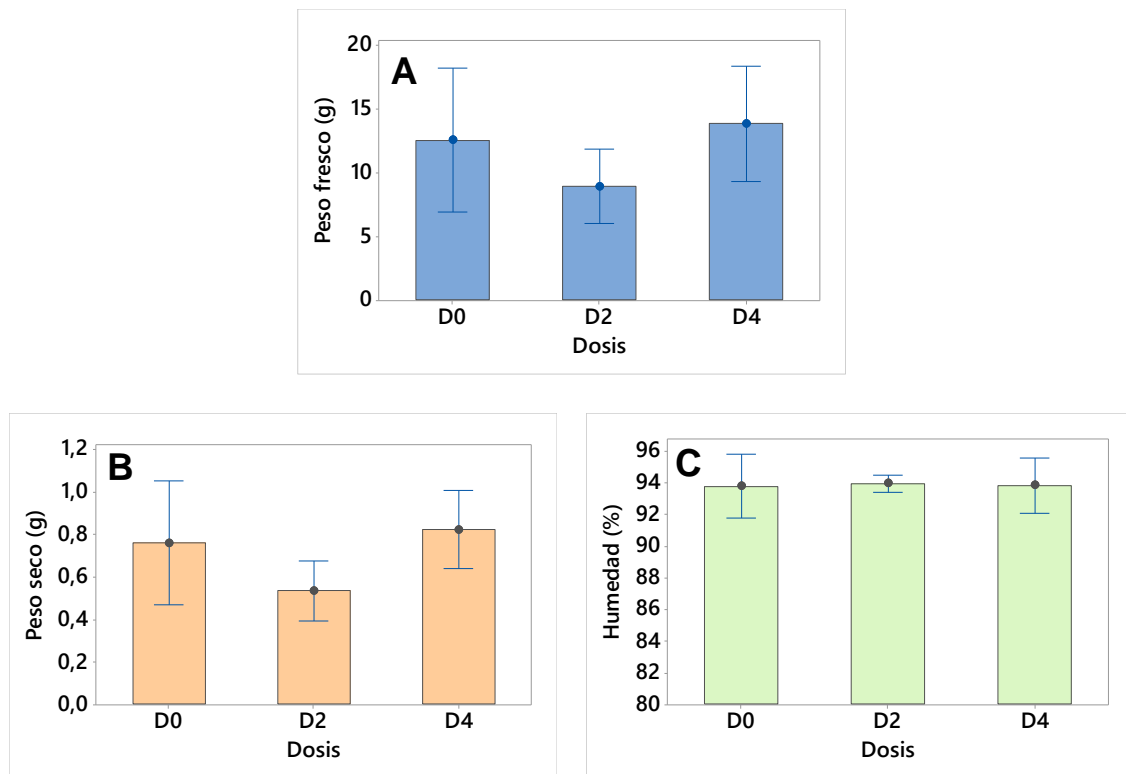 A
Peso fresco (g)
20
15
10
5
0
D0 D2 D4
Dosis
B
Peso seco (g)
1,2
1,0
0,8
0,6
0,4
0,2
0,0
D0 D2 D4
Dosis
C
Humedad (%)
96
94
92
90
88
86
84
82
80
D0 D2 D4
Dosis